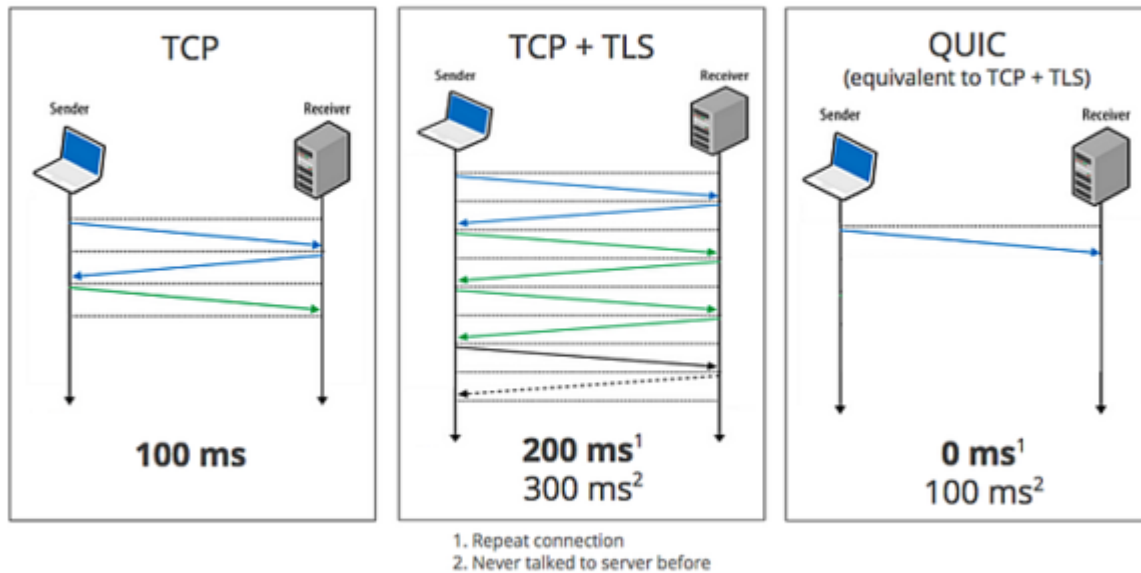 TCP
Sender
Receiver
100 ms
TCP + TLS
Sender
Receiver
200 ms¹
300 ms²
QUIC
(equivalent to TCP + TLS)
Sender
Receiver
0 ms¹
100 ms²
1. Repeat connection
2. Never talked to server before